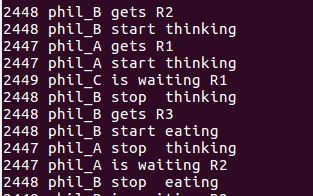 2448 phil_B gets R2
2448 phil_B start thinking
2447 phil_A gets R1
2447 phil_A start thinking
2449 phil_C is waiting R1
2448 phil_B stop  thinking
2448 phil_B gets R3
2448 phil_B start eating
2447 phil_A stop  thinking
2447 phil_A is waiting R2
2448 phil_B stop  eating